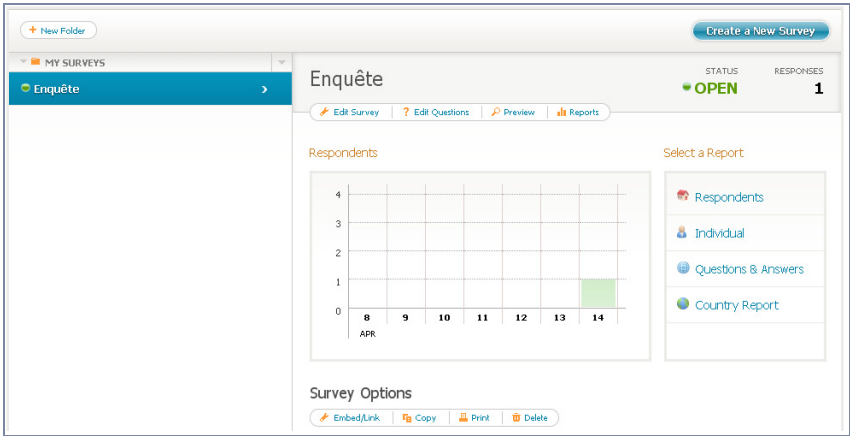 New Folder
Create a New Survey
MY SURVEYS
Enquête
Enquête
STATUS
OPEN
RESPONSES
1
Edit Survey
Edit Questions
Preview
Reports
Respondents
4
3
2
1
0
8 9 10 11 12 13 14
APR
Select a Report
Respondents
Individual
Questions & Answers
Country Report
Survey Options
Embed/Link
Copy
Print
Delete